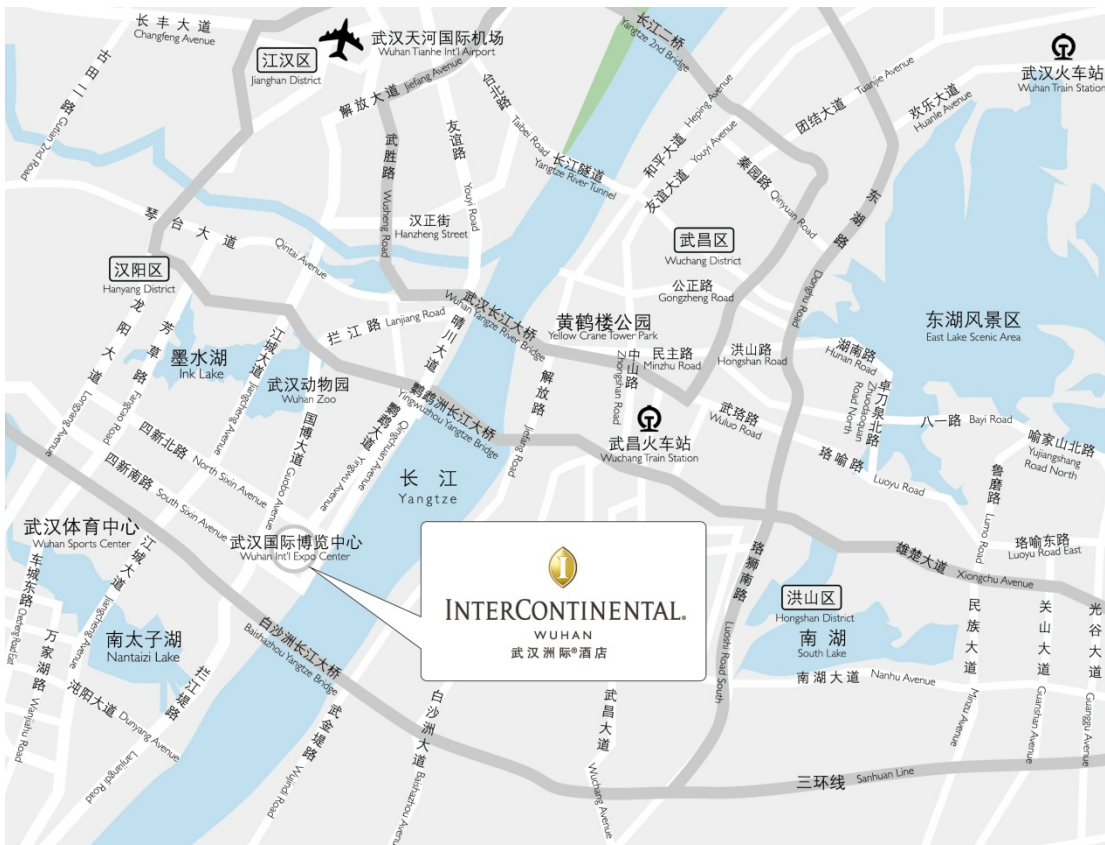 长丰大道
Changfeng Avenue
古田二路 Gutian 2nd Road
江汉区
Jianghan District
武汉天河国际机场
Wuhan Tianhe Int'l Airport
解放大道 Jiefang Avenue
台北路
Taibei Road
友谊路
Youyi Road
武胜路
Wusheng Road
长江二桥
Yangtze 2nd Bridge
长江隧道
Yangtze River Tunnel
和平大道 Heping Avenue
友谊大道 Youyi Avenue
团结大道 Tuanjie Avenue
欢乐大道
Huanle Avenue
武汉火车站
Wuhan Train Station
秦园路 Qinyuan Road
东湖路
Donghu Road
琴台大道 Qintai Avenue
汉正街
Hanzheng Street
武昌区
Wuchang District
公正路
Gongzheng Road
汉阳区
Hanyang District
龙阳大道 Longyang Avenue
芳草路 Fangcao Road
墨水湖
Ink Lake
江城大道 Jiangcheng Avenue
武汉动物园
Wuhan Zoo
拦江路 Lanjiang Road
武汉长江大桥
Wuhan Yangtze River Bridge
晴川大道
Qingchuan Avenue
黄鹤楼公园
Yellow Crane Tower Park
中山路
Zhongshan Road
民主路
Minzhu Road
洪山路
Hongshan Road
湖南路
Hunan Road
东湖风景区
East Lake Scenic Area
卓刀泉北路
Zhuodaoquan
Road North
鹦鹉洲长江大桥
Yingwuzhou Yangtze Bridge
鹦鹉大道 Yingwu Avenue
国博大道 Guobo Avenue
解放路 Jiefang Road
武昌火车站
Wuchang Train Station
武珞路
Wuluo Road
珞喻路 Luoyu Road
八一路 Bayi Road
喻家山北路
Yujiangshang
Road North
鲁磨路
Lumo Road
四新北路 North Sixin Avenue
四新南路 South Sixin Avenue
长江
Yangtze
武汉体育中心
Wuhan Sports Center
武汉国际博览中心
Wuhan Int'l Expo Center
车城东路
Checheng Road East
江城大道 Jiangcheng Avenue
万家湖路 Wanjiahu Road
南太子湖
Nantaizi Lake
沌阳大道 Dunyang Avenue
拦江堤路
Lanjiangdi Road
白沙洲长江大桥
Baishazhou Yangtze Bridge
武金堤路 Wujindi Road
白沙洲大道 Baishazhou Avenue
I
INTERCONTINENTAL®
WUHAN
武汉洲际®酒店
武昌大道
Wuchang Avenue
珞狮南路
Luoshi Road South
雄楚大道 Xiongchu Avenue
珞喻东路
Luoyu Road East
洪山区
Hongshan District
南湖
South Lake
南湖大道 Nanhu Avenue
民族大道
Minzu Avenue
关山大道
Guanshan Avenue
光谷大道
Guanggu Avenue
三环线 Sanhuan Line